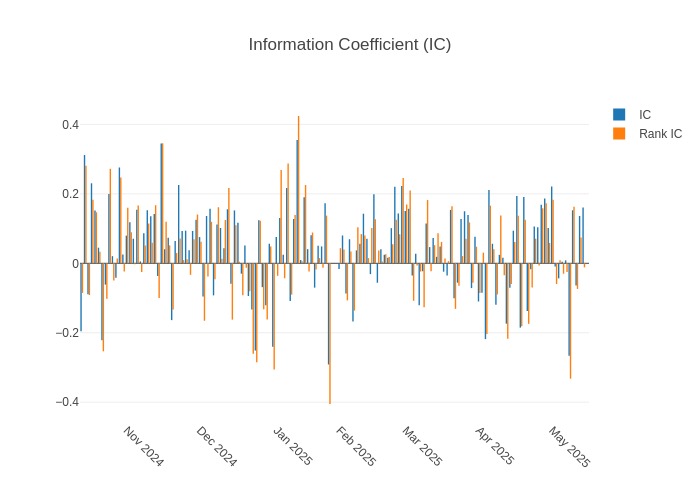 Information Coefficient (IC)
IC
Rank IC
0.4
0.2
0
−0.2
−0.4
Nov 2024
Dec 2024
Jan 2025
Feb 2025
Mar 2025
Apr 2025
May 2025